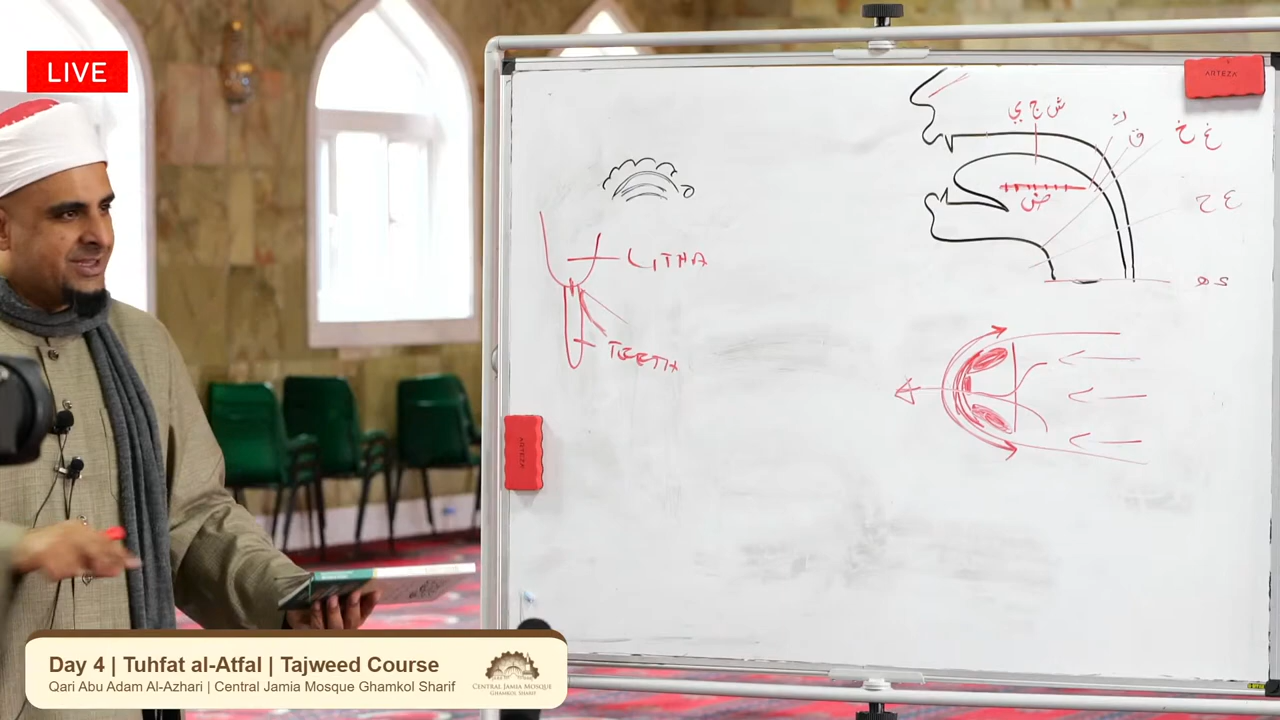 LIVE
ARTEZA
ش ج ي
ك
ق
غ خ
ض
ع ح
ء ه
LITHA
TEETH
ARTEZA
Day 4 | Tuhfat al-Atfal | Tajweed Course
Qari Abu Adam Al-Azhari | Central Jamia Mosque Ghamkol Sharif
CENTRAL JAMIA MOSQUE
GHAMKOL SHARIF